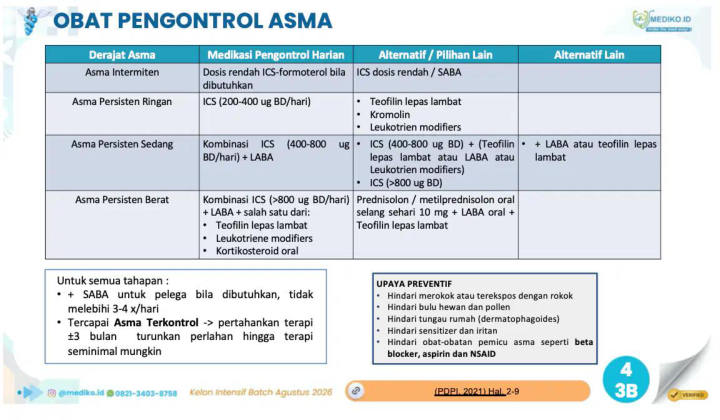 OBAT PENGONTROL ASMA
MEDIKO.ID
Derajat Asma
Medikasi Pengontrol Harian
Alternatif / Pilihan Lain
Alternatif Lain
Asma Intermiten
Dosis rendah ICS-formoterol bila
dibutuhkan
ICS dosis rendah / SABA
Asma Persisten Ringan
ICS (200-400 ug BD/hari)
• Teofilin lepas lambat
• Kromolin
• Leukotrien modifiers
Asma Persisten Sedang
Kombinasi ICS (400-800 ug
BD/hari) + LABA
• ICS (400-800 ug BD) + (Teofilin
lepas lambat atau LABA atau
Leukotrien modifiers)
• ICS (>800 ug BD)
• + LABA atau teofilin lepas
lambat
Asma Persisten Berat
Kombinasi ICS (>800 ug BD/hari)
+ LABA + salah satu dari:
• Teofilin lepas lambat
• Leukotriene modifiers
• Kortikosteroid oral
Prednisolon / metilprednisolon oral
selang sehari 10 mg + LABA oral +
Teofilin lepas lambat
Untuk semua tahapan :
• + SABA untuk pelega bila dibutuhkan, tidak
melebihi 3-4 x/hari
• Tercapai Asma Terkontrol -> pertahankan terapi
±3 bulan turunkan perlahan hingga terapi
seminimal mungkin
UPAYA PREVENTIF
• Hindari merokok atau terekspos dengan rokok
• Hindari bulu hewan dan pollen
• Hindari tungau rumah (dermatophagoides)
• Hindari sensitizer dan iritan
• Hindari obat-obatan pemicu asma seperti beta
blocker, aspirin dan NSAID
4
3B
@mediko.id 0821-3403-8758
Kelon Intensif Batch Agustus 2026
(PDPI, 2021) Hal. 2-9
VERIFIED